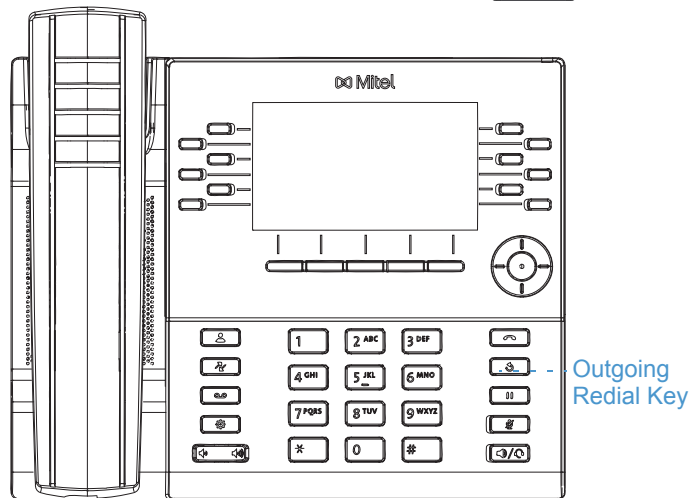 Mitel
1
2 ABC
3 DEF
4 GHI
5 JKL
6 MNO
7 PQRS
8 TUV
9 WXYZ
*
0
#
Outgoing
Redial Key